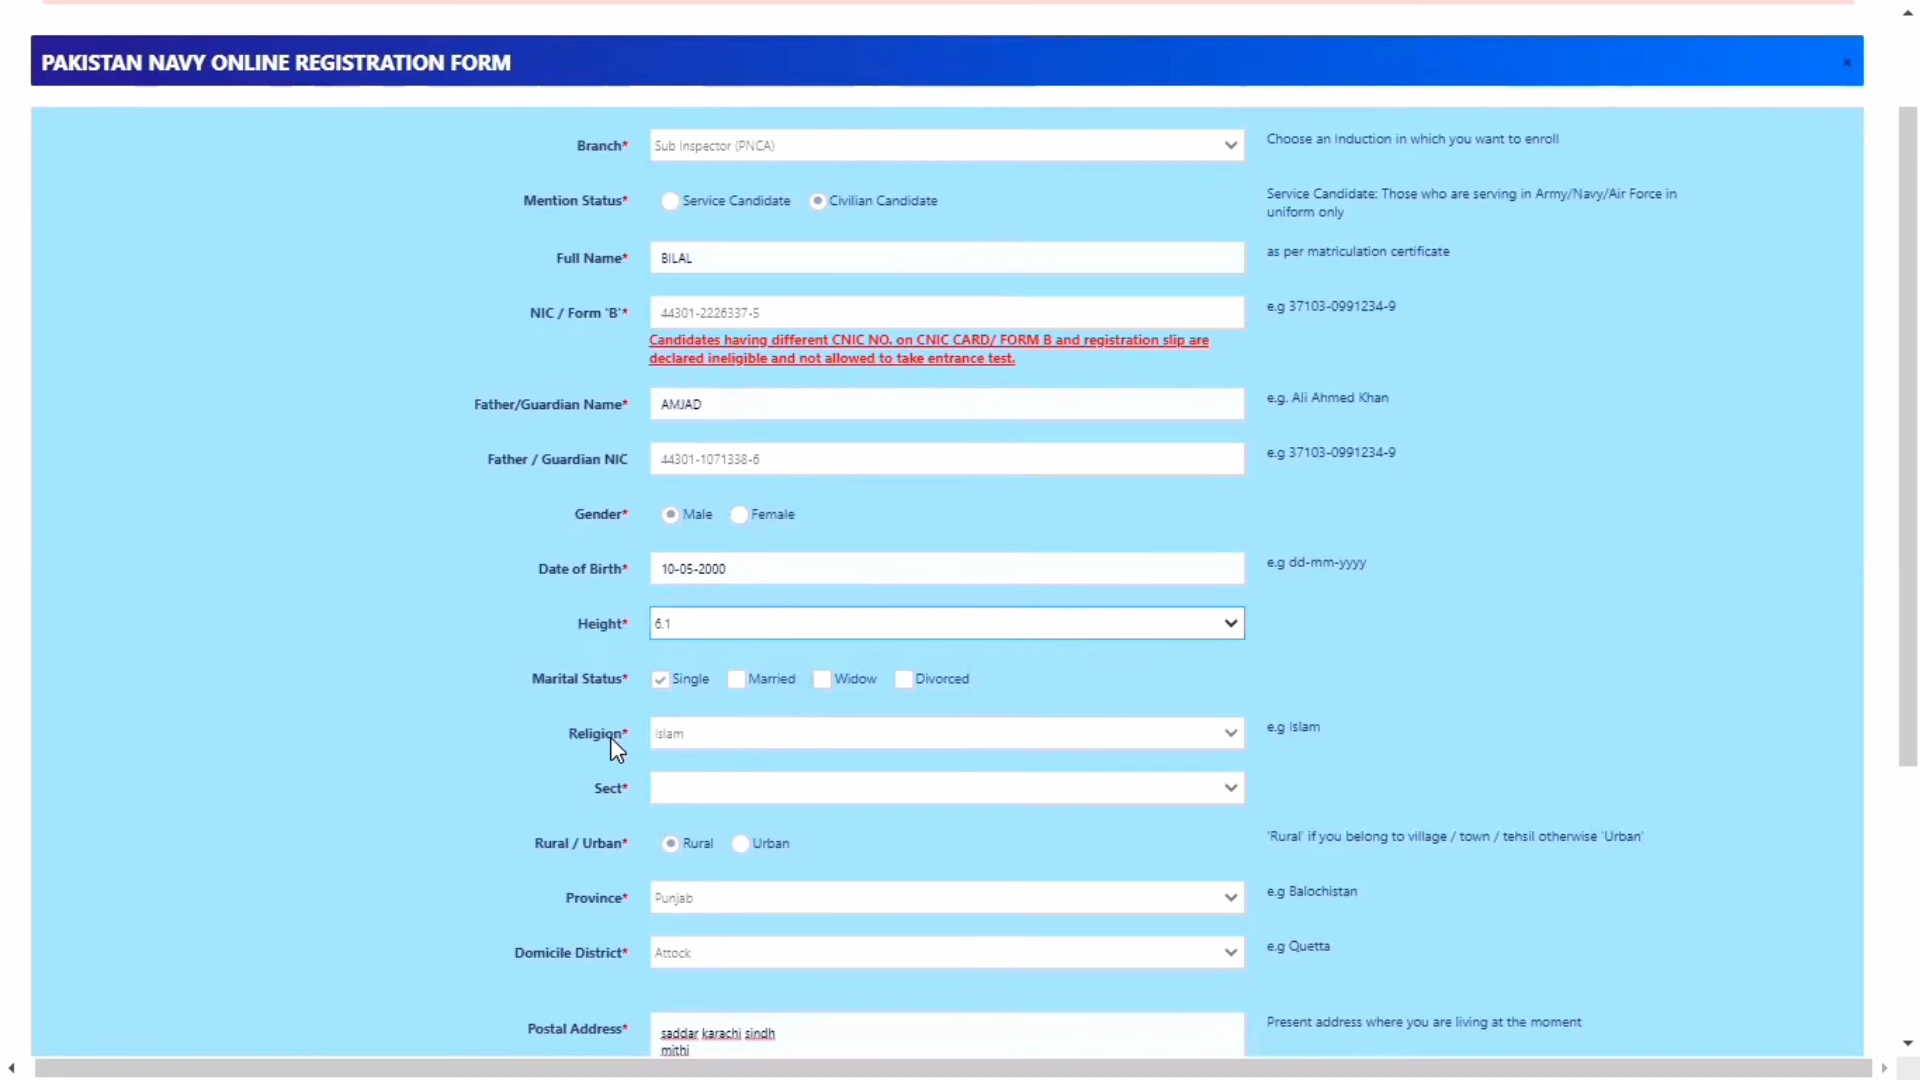 PAKISTAN NAVY ONLINE REGISTRATION FORM
×
Branch* Sub Inspector (PNCA) Choose an Induction in which you want to enroll
Mention Status* Service Candidate Civilian Candidate Service Candidate: Those who are serving in Army/Navy/Air Force in
uniform only
Full Name* BILAL as per matriculation certificate
NIC / Form 'B'* 44301-2226337-5 e.g 37103-0991234-9
Candidates having different CNIC NO. on CNIC CARD/ FORM B and registration slip are
declared ineligible and not allowed to take entrance test.
Father/Guardian Name* AMJAD e.g. Ali Ahmed Khan
Father / Guardian NIC 44301-1071338-6 e.g 37103-0991234-9
Gender* Male Female
Date of Birth* 10-05-2000 e.g dd-mm-yyyy
Height* 6.1
Marital Status* Single Married Widow Divorced
Religion* Islam e.g Islam
Sect*
Rural / Urban* Rural Urban 'Rural' if you belong to village / town / tehsil otherwise 'Urban'
Province* Punjab e.g Balochistan
Domicile District* Attock e.g Quetta
Postal Address* saddar karachi sindh Present address where you are living at the moment
mithi